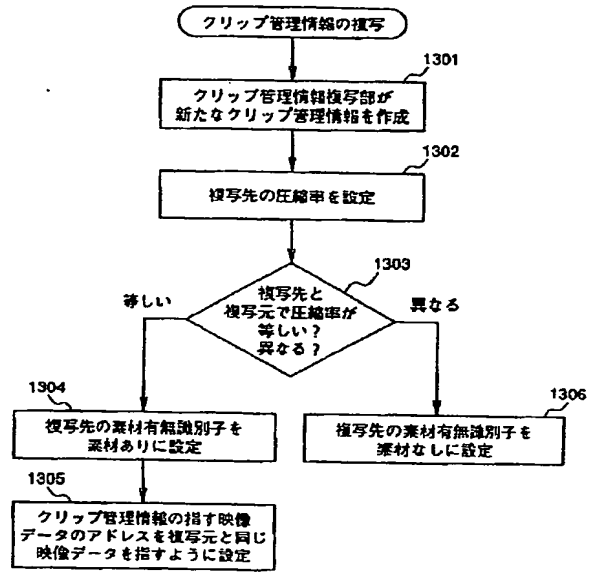 クリップ管理情報の複写
1301
クリップ管理情報複写部が
新たなクリップ管理情報を作成
1302
複写先の圧縮率を設定
1303
複写先と
複写元で圧縮率が
等しい?
異なる?
等しい
異なる
1304
複写先の素材有無識別子を
素材ありに設定
1306
複写先の素材有無識別子を
素材なしに設定
1305
クリップ管理情報の指す映像
データのアドレスを複写元と同じ
映像データを指すように設定